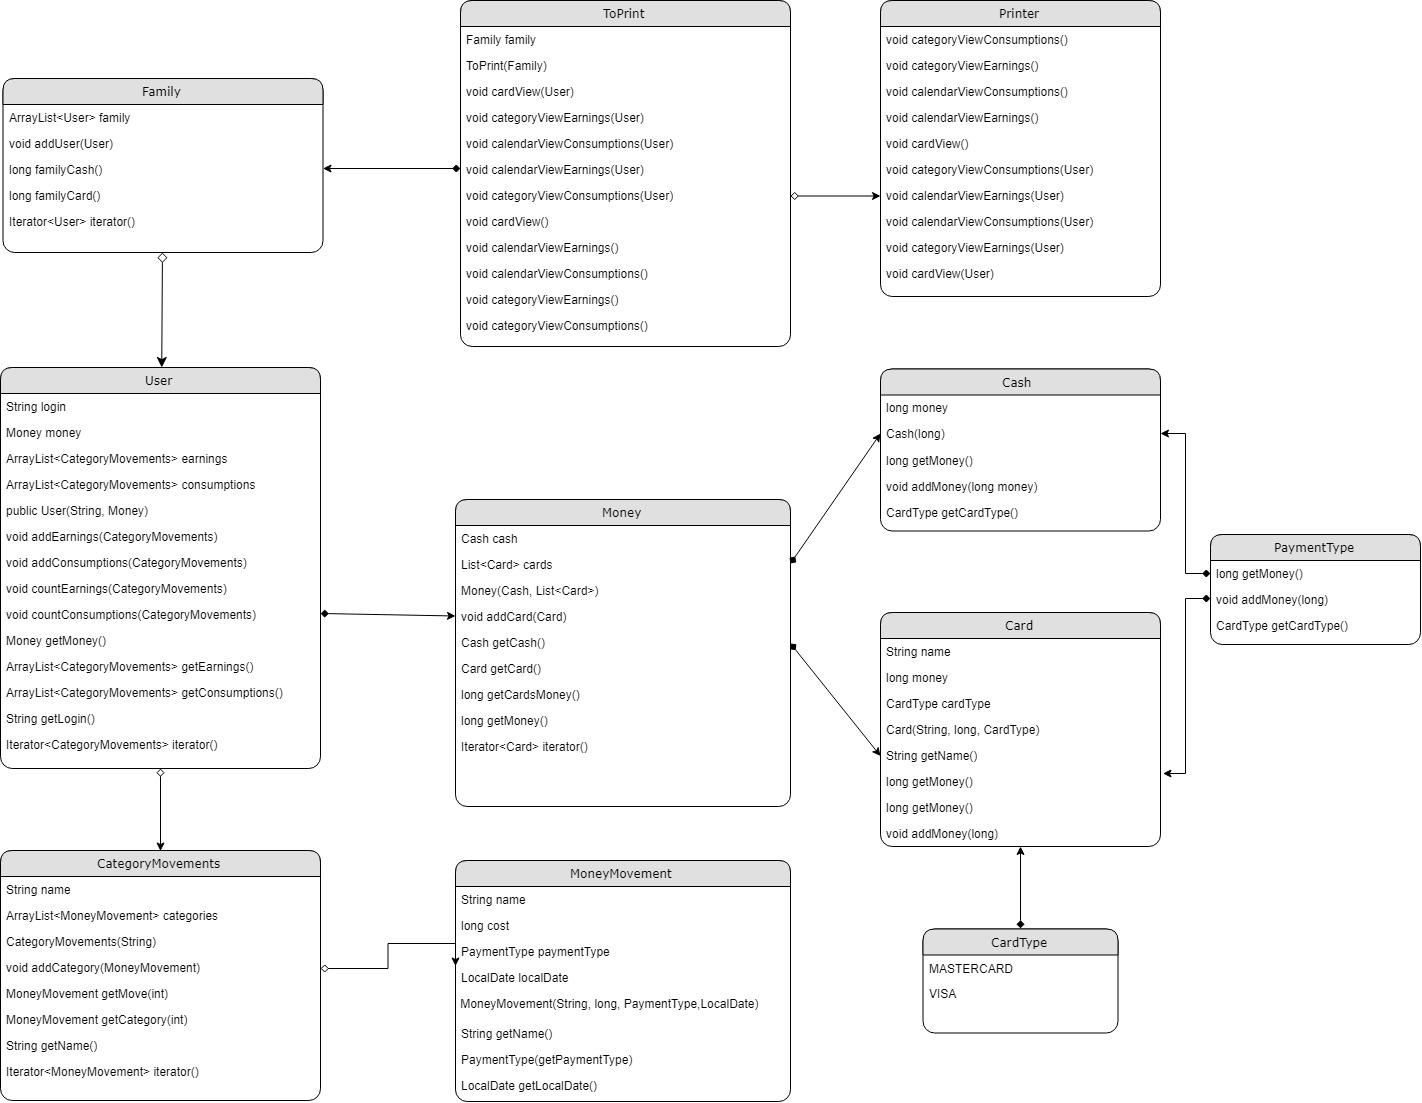 ToPrint
Family family
ToPrint(Family)
void cardView(User)
void categoryViewEarnings(User)
void calendarViewConsumptions(User)
void calendarViewEarnings(User)
void categoryViewConsumptions(User)
void cardView()
void calendarViewEarnings()
void calendarViewConsumptions()
void categoryViewEarnings()
void categoryViewConsumptions()
Printer
void categoryViewConsumptions()
void categoryViewEarnings()
void calendarViewConsumptions()
void calendarViewEarnings()
void cardView()
void categoryViewConsumptions(User)
void calendarViewEarnings(User)
void calendarViewConsumptions(User)
void categoryViewEarnings(User)
void cardView(User)
Family
ArrayList<User> family
void addUser(User)
long familyCash()
long familyCard()
Iterator<User> iterator()
User
String login
Money money
ArrayList<CategoryMovements> earnings
ArrayList<CategoryMovements> consumptions
public User(String, Money)
void addEarnings(CategoryMovements)
void addConsumptions(CategoryMovements)
void countEarnings(CategoryMovements)
void countConsumptions(CategoryMovements)
Money getMoney()
ArrayList<CategoryMovements> getEarnings()
ArrayList<CategoryMovements> getConsumptions()
String getLogin()
Iterator<CategoryMovements> iterator()
Money
Cash cash
List<Card> cards
Money(Cash, List<Card>)
void addCard(Card)
Cash getCash()
Card getCard()
long getCardsMoney()
long getMoney()
Iterator<Card> iterator()
Cash
long money
Cash(long)
long getMoney()
void addMoney(long money)
CardType getCardType()
PaymentType
long getMoney()
void addMoney(long)
CardType getCardType()
Card
String name
long money
CardType cardType
Card(String, long, CardType)
String getName()
long getMoney()
long getMoney()
void addMoney(long)
CategoryMovements
String name
ArrayList<MoneyMovement> categories
CategoryMovements(String)
void addCategory(MoneyMovement)
MoneyMovement getMove(int)
MoneyMovement getCategory(int)
String getName()
Iterator<MoneyMovement> iterator()
MoneyMovement
String name
long cost
PaymentType paymentType
LocalDate localDate
MoneyMovement(String, long, PaymentType,LocalDate)
String getName()
PaymentType(getPaymentType)
LocalDate getLocalDate()
CardType
MASTERCARD
VISA